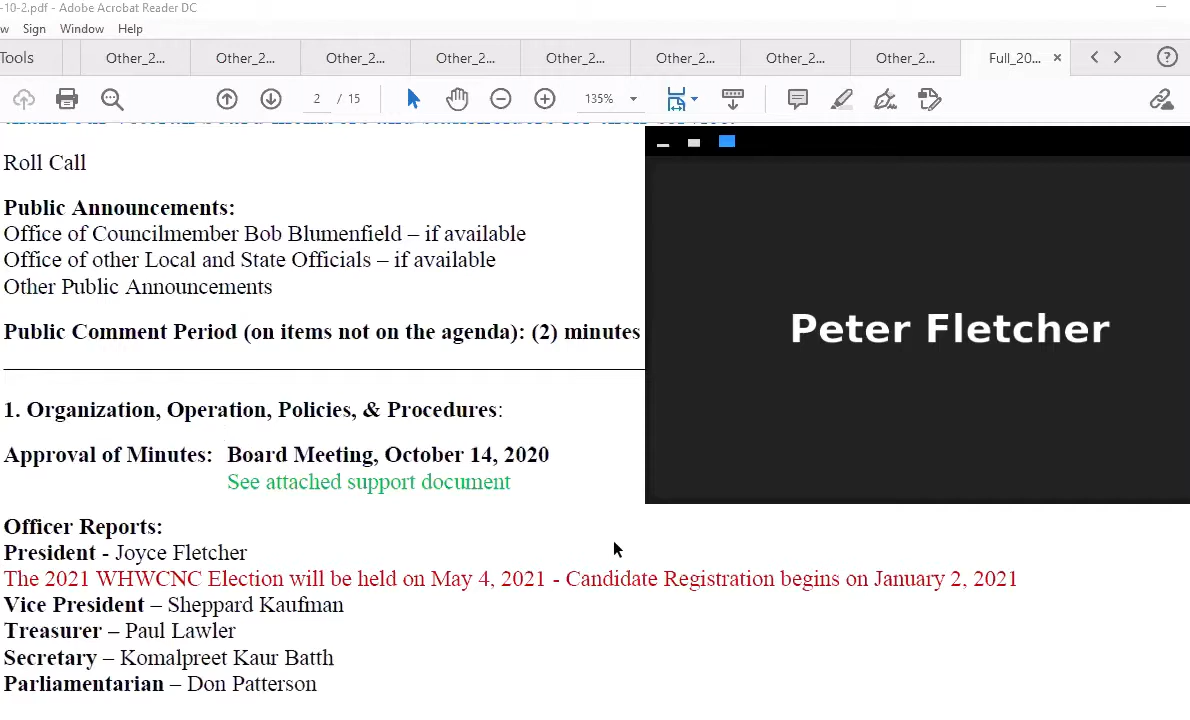 -10-2.pdf - Adobe Acrobat Reader DC
w Sign Window Help
Tools Other_2... Other_2... Other_2... Other_2... Other_2... Other_2... Other_2... Other_2... Full_20... ×
2 / 15 135%
Roll Call
Public Announcements:
Office of Councilmember Bob Blumenfield – if available
Office of other Local and State Officials – if available
Other Public Announcements
Public Comment Period (on items not on the agenda): (2) minutes
Peter Fletcher
1. Organization, Operation, Policies, & Procedures:
Approval of Minutes: Board Meeting, October 14, 2020
See attached support document
Officer Reports:
President - Joyce Fletcher
The 2021 WHWCNC Election will be held on May 4, 2021 - Candidate Registration begins on January 2, 2021
Vice President – Sheppard Kaufman
Treasurer – Paul Lawler
Secretary – Komalpreet Kaur Batth
Parliamentarian – Don Patterson